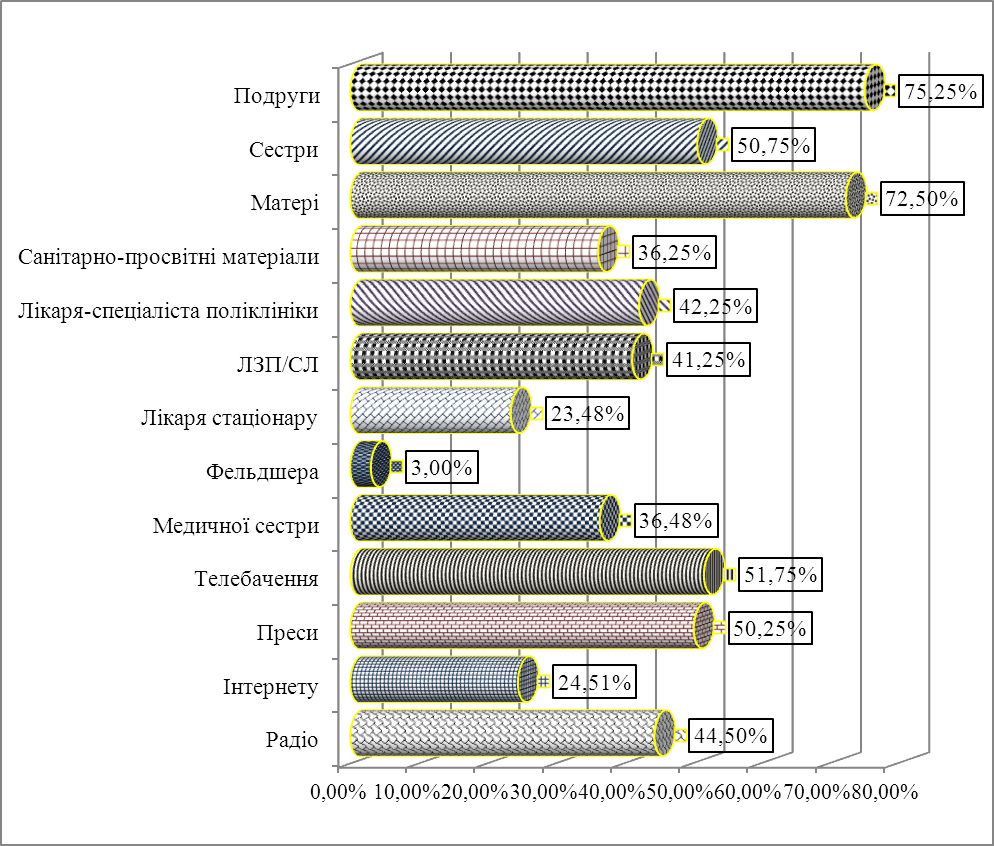 Подруги 75,25%
Сестри 50,75%
Матері 72,50%
Санітарно-просвітні матеріали 36,25%
Лікаря-спеціаліста поліклініки 42,25%
ЛЗП/СЛ 41,25%
Лікаря стаціонару 23,48%
Фельдшера 3,00%
Медичної сестри 36,48%
Телебачення 51,75%
Преси 50,25%
Інтернету 24,51%
Радіо 44,50%
0,00% 10,00% 20,00% 30,00% 40,00% 50,00% 60,00% 70,00% 80,00%